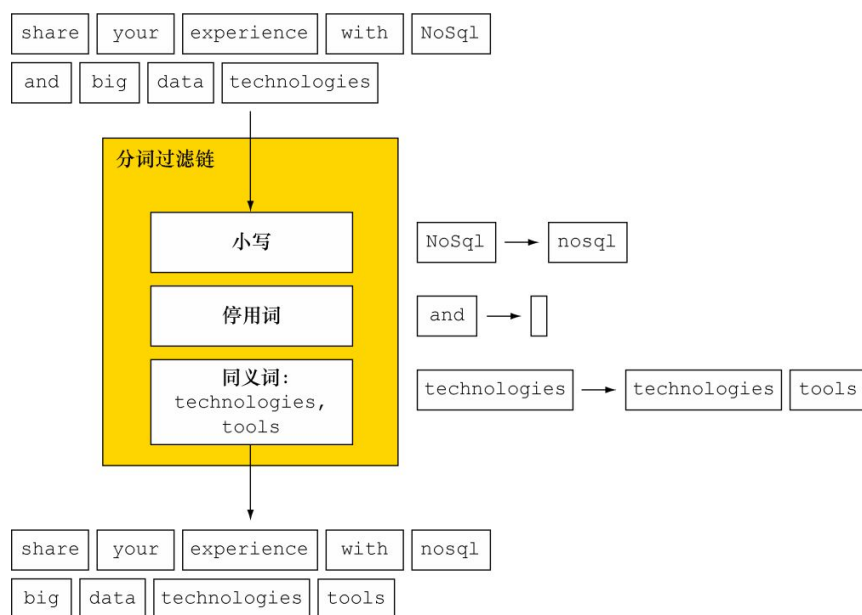 share your experience with NoSql
and big data technologies
分词过滤链
小写
NoSql nosql
停用词
and
同义词:
technologies,
tools
technologies technologies tools
share your experience with nosql
big data technologies tools